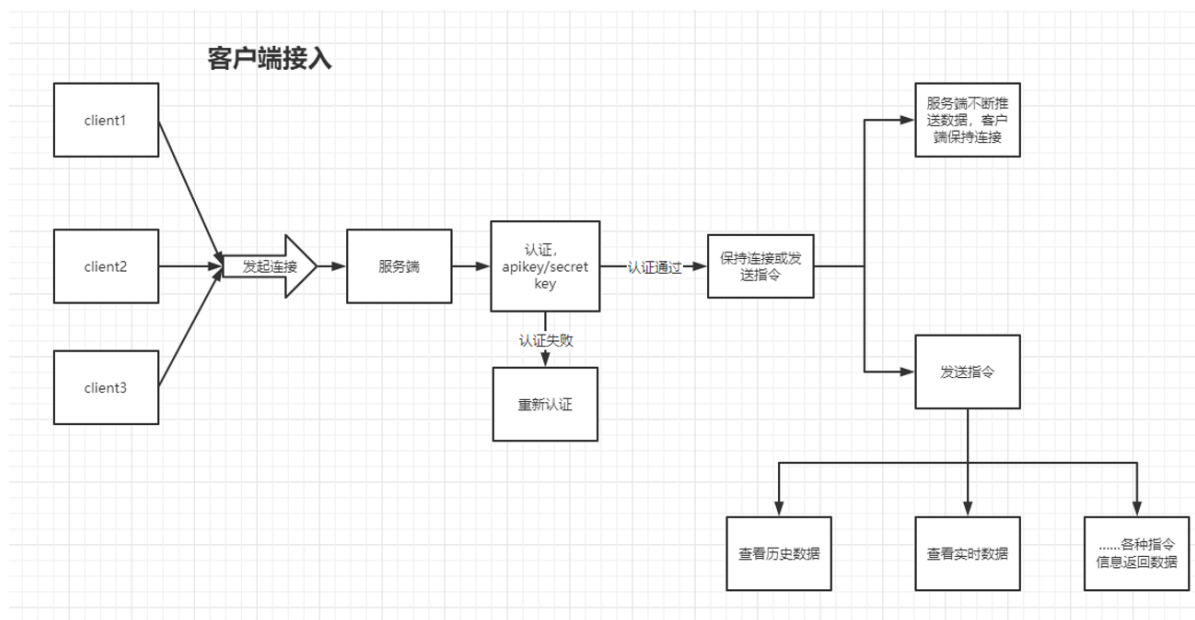 客户端接入
client1
client2
client3
发起连接
服务端
认证，
apikey/secret
key
认证通过
认证失败
重新认证
保持连接或发
送指令
服务端不断推
送数据，客户
端保持连接
发送指令
查看历史数据
查看实时数据
……各种指令
信息返回数据